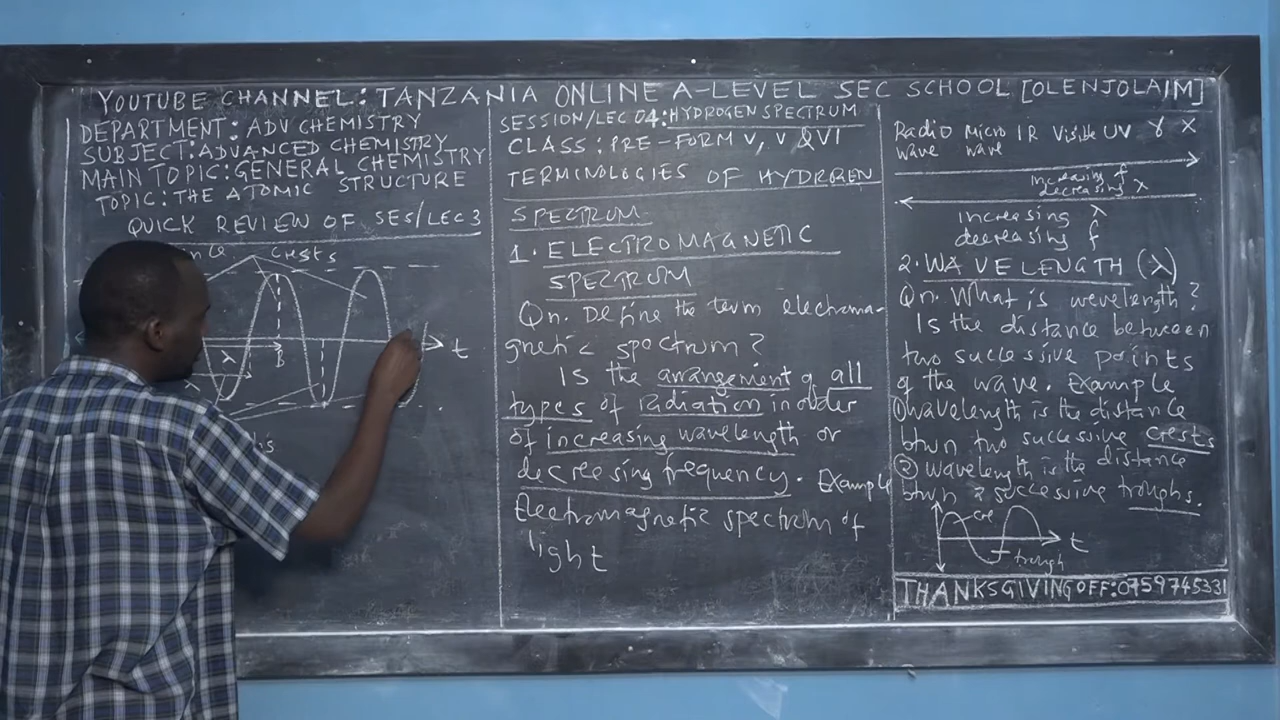 YOUTUBE CHANNEL: TANZANIA ONLINE A-LEVEL SEC SCHOOL [OLENJOLAIM]
DEPARTMENT: ADV CHEMISTRY
SUBJECT: ADVANCED CHEMISTRY
MAIN TOPIC: GENERAL CHEMISTRY
TOPIC: THE ATOMIC STRUCTURE
QUICK REVIEW OF SES/LEC 3
Crests
λ
B
t
SESSION/LEC 04: HYDROGEN SPECTRUM
CLASS: PRE-FORM V, V & VI
TERMINOLOGIES OF HYDROGEN
SPECTRUM
1. ELECTROMAGNETIC
SPECTRUM
Qn. Define the term electroma-
gnetic spectrum?
Is the arrangement of all
types of radiation in order
of increasing wavelength or
decreasing frequency. Example
Electromagnetic spectrum of
light
Radio Micro IR Visible UV γ X
wave wave
Increasing f
decreasing λ
increasing λ
decreasing f
2. WAVELENGTH (λ)
Qn. What is wavelength?
Is the distance between
two successive points
of the wave. Example
① wavelength is the distance
btwn two successive crests
② wavelength is the distance
btwn 2 successive troughs.
t
trough
THANKSGIVING OFF: 0759745331